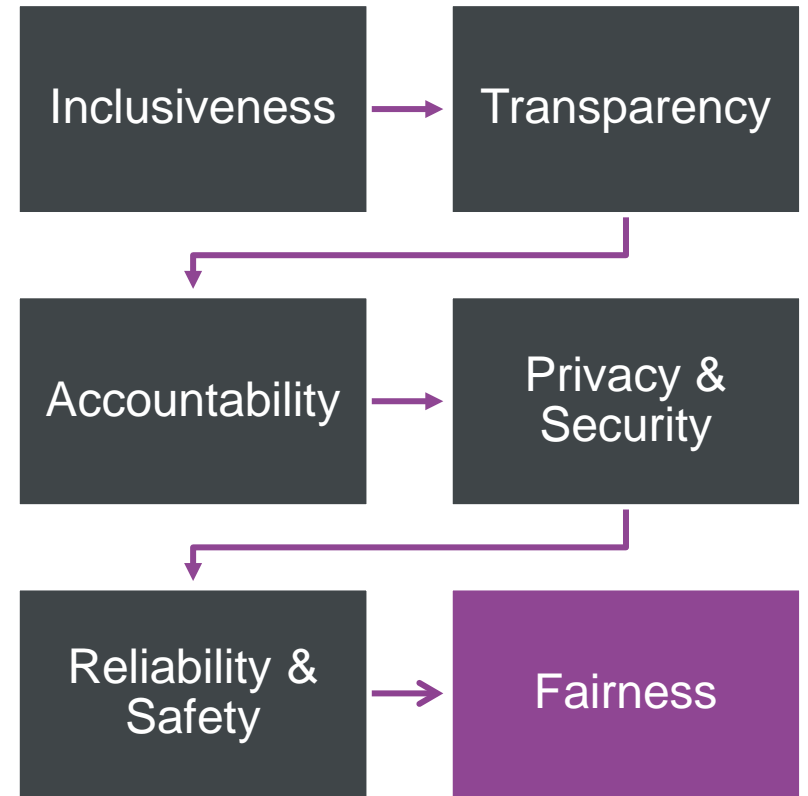 Inclusiveness
Transparency
Accountability
Privacy &
Security
Reliability &
Safety
Fairness